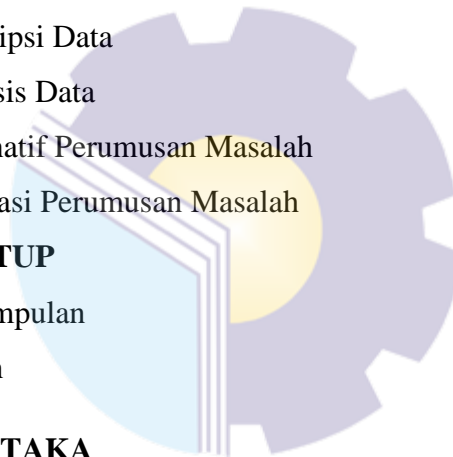 ipsi Data
sis Data
natif Perumusan Masalah
asi Perumusan Masalah
TUP
mpulan
n
TAKA